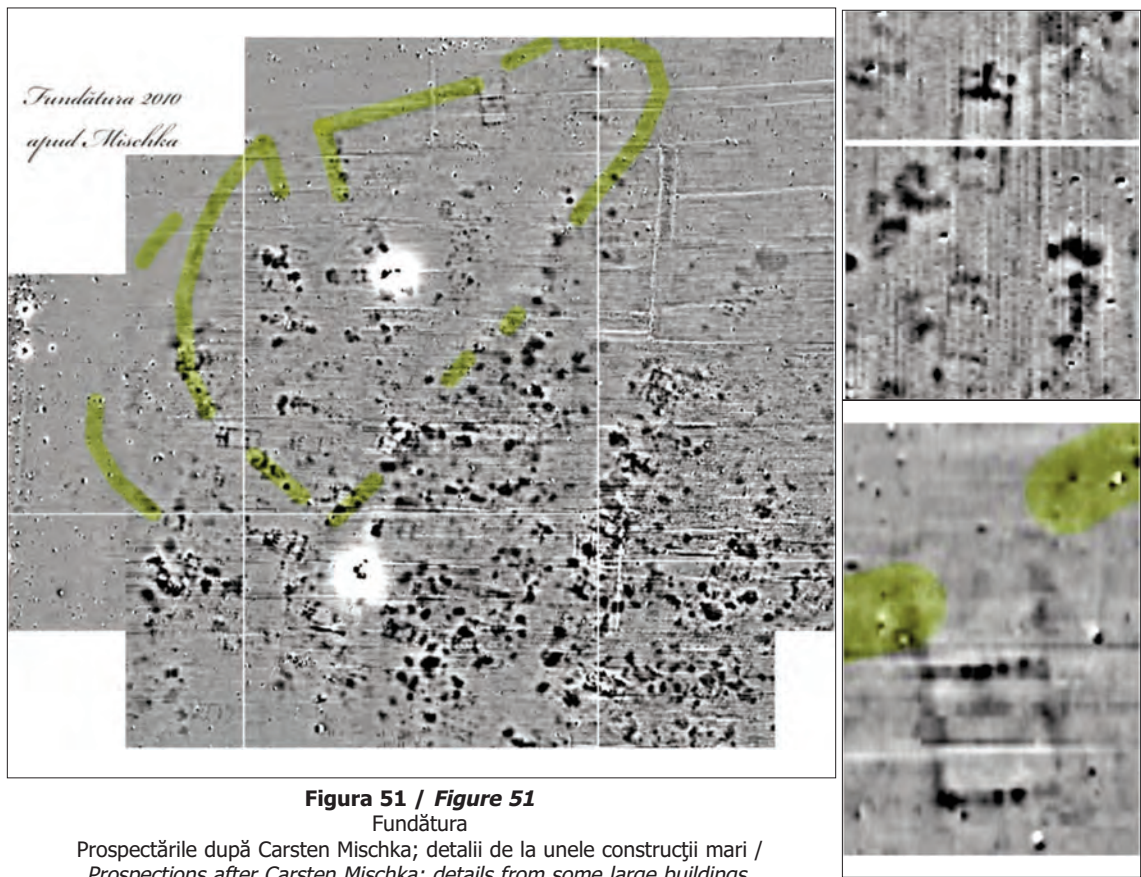 Fundătura 2010
apud Mischka
Figura 51 / Figure 51
Fundătura
Prospectările după Carsten Mischka; detalii de la unele construcţii mari /
Prospections after Carsten Mischka; details from some large buildings